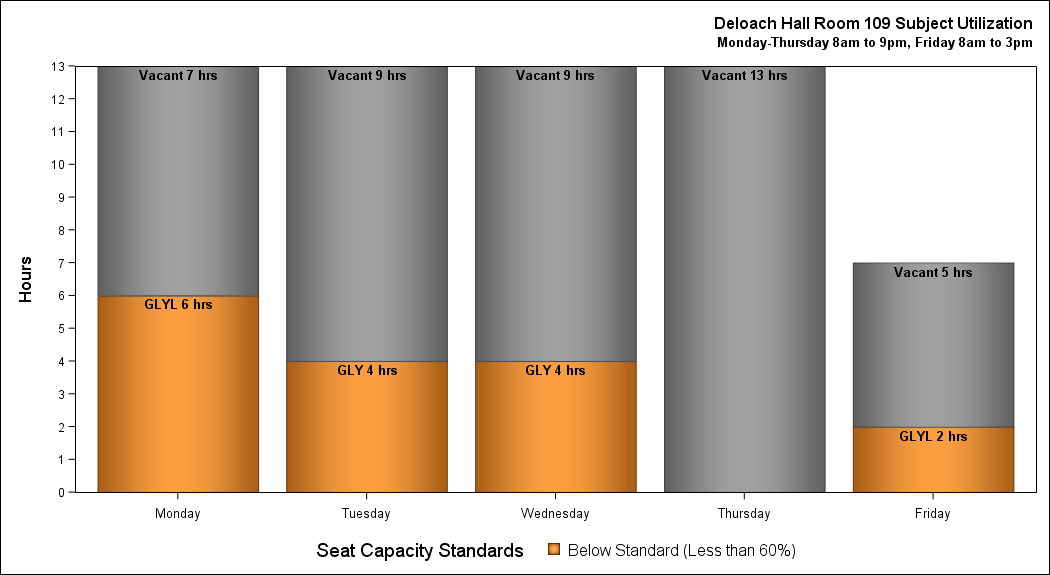 Deloach Hall Room 109 Subject Utilization
Monday-Thursday 8am to 9pm, Friday 8am to 3pm
13
12
11
10
9
8
7
6
5
4
3
2
1
0
Hours
Vacant 7 hrs
GLYL 6 hrs
Vacant 9 hrs
GLY 4 hrs
Vacant 9 hrs
GLY 4 hrs
Vacant 13 hrs
Vacant 5 hrs
GLYL 2 hrs
Monday
Tuesday
Wednesday
Thursday
Friday
Seat Capacity Standards
Below Standard (Less than 60%)